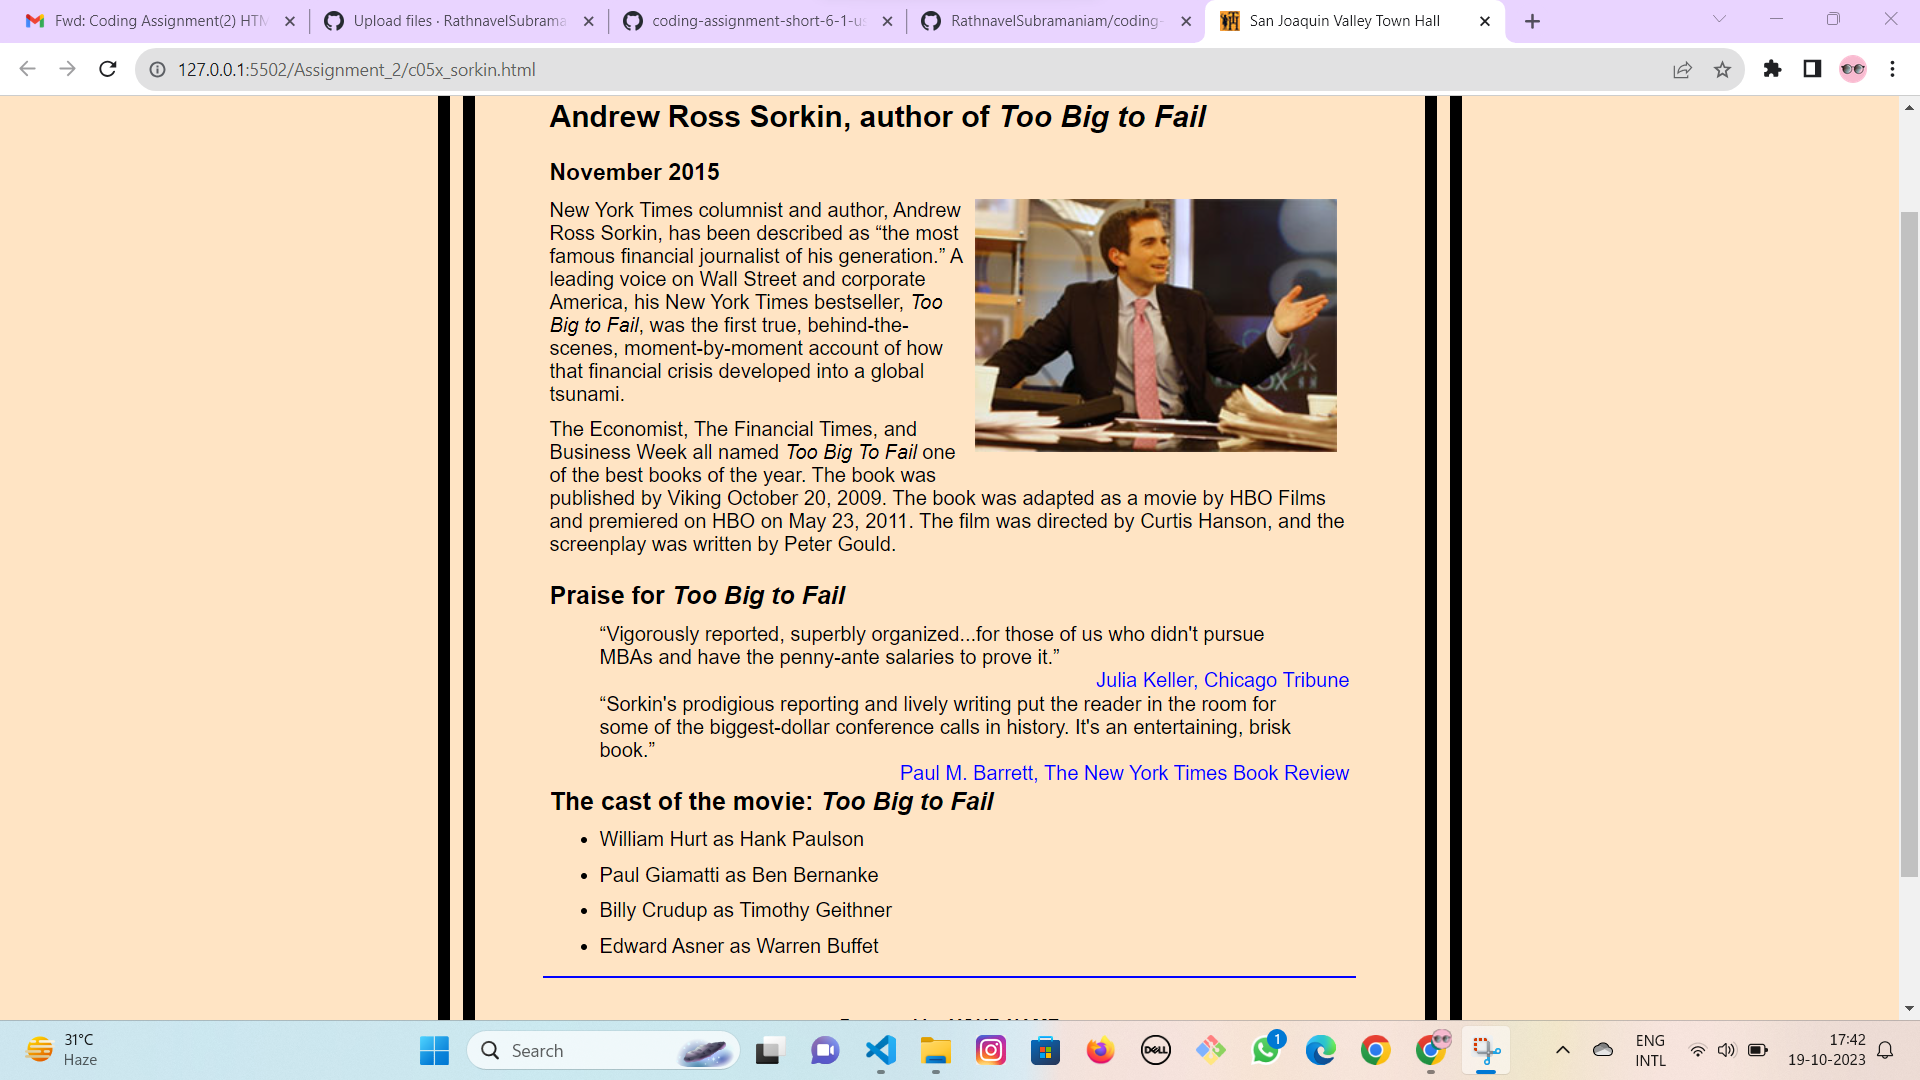 Fwd: Coding Assignment(2) HTM
Upload files · RathnavelSubrama
coding-assignment-short-6-1-us
RathnavelSubramaniam/coding-
San Joaquin Valley Town Hall
127.0.0.1:5502/Assignment_2/c05x_sorkin.html
Andrew Ross Sorkin, author of Too Big to Fail
November 2015
New York Times columnist and author, Andrew
Ross Sorkin, has been described as “the most
famous financial journalist of his generation.” A
leading voice on Wall Street and corporate
America, his New York Times bestseller, Too
Big to Fail, was the first true, behind-the-
scenes, moment-by-moment account of how
that financial crisis developed into a global
tsunami.
The Economist, The Financial Times, and
Business Week all named Too Big To Fail one
of the best books of the year. The book was
published by Viking October 20, 2009. The book was adapted as a movie by HBO Films
and premiered on HBO on May 23, 2011. The film was directed by Curtis Hanson, and the
screenplay was written by Peter Gould.
Praise for Too Big to Fail
“Vigorously reported, superbly organized...for those of us who didn't pursue
MBAs and have the penny-ante salaries to prove it.”
Julia Keller, Chicago Tribune
“Sorkin's prodigious reporting and lively writing put the reader in the room for
some of the biggest-dollar conference calls in history. It's an entertaining, brisk
book.”
Paul M. Barrett, The New York Times Book Review
The cast of the movie: Too Big to Fail
• William Hurt as Hank Paulson
• Paul Giamatti as Ben Bernanke
• Billy Crudup as Timothy Geithner
• Edward Asner as Warren Buffet
31°C
Haze
Search
DELL
1
ENG
INTL
17:42
19-10-2023